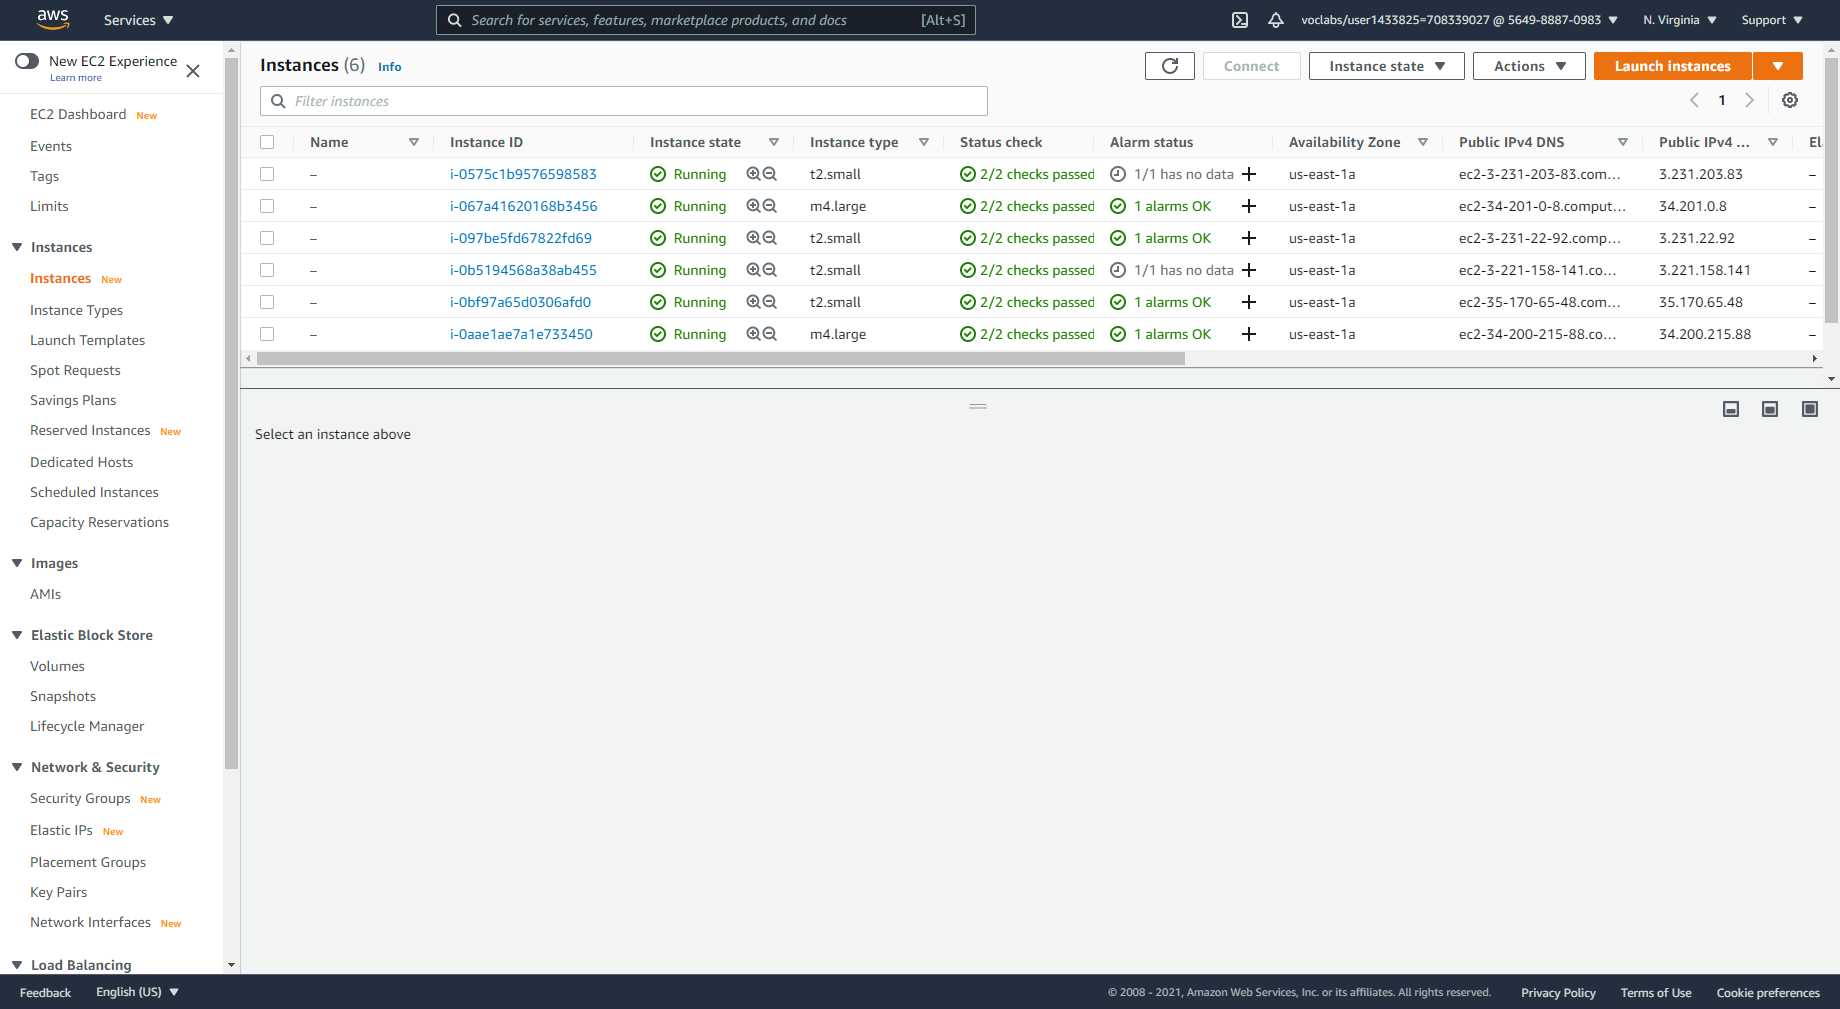 aws Services Search for services, features, marketplace products, and docs [Alt+S] voclabs/user1433825=708339027 @ 5649-8887-0983 N. Virginia Support
New EC2 Experience
Learn more
EC2 Dashboard New
Events
Tags
Limits
Instances
Instances New
Instance Types
Launch Templates
Spot Requests
Savings Plans
Reserved Instances New
Dedicated Hosts
Scheduled Instances
Capacity Reservations
Images
AMIs
Elastic Block Store
Volumes
Snapshots
Lifecycle Manager
Network & Security
Security Groups New
Elastic IPs New
Placement Groups
Key Pairs
Network Interfaces New
Load Balancing
Instances (6) Info Connect Instance state Actions Launch instances
Filter instances 1
Name Instance ID Instance state Instance type Status check Alarm status Availability Zone Public IPv4 DNS Public IPv4 ... El
– i-0575c1b9576598583 Running t2.small 2/2 checks passed 1/1 has no data + us-east-1a ec2-3-231-203-83.com... 3.231.203.83 –
– i-067a41620168b3456 Running m4.large 2/2 checks passed 1 alarms OK + us-east-1a ec2-34-201-0-8.comput... 34.201.0.8 –
– i-097be5fd67822fd69 Running t2.small 2/2 checks passed 1 alarms OK + us-east-1a ec2-3-231-22-92.comp... 3.231.22.92 –
– i-0b5194568a38ab455 Running t2.small 2/2 checks passed 1/1 has no data + us-east-1a ec2-3-221-158-141.co... 3.221.158.141 –
– i-0bf97a65d0306afd0 Running t2.small 2/2 checks passed 1 alarms OK + us-east-1a ec2-35-170-65-48.com... 35.170.65.48 –
– i-0aae1ae7a1e733450 Running m4.large 2/2 checks passed 1 alarms OK + us-east-1a ec2-34-200-215-88.co... 34.200.215.88 –
Select an instance above
Feedback English (US) © 2008 - 2021, Amazon Web Services, Inc. or its affiliates. All rights reserved. Privacy Policy Terms of Use Cookie preferences